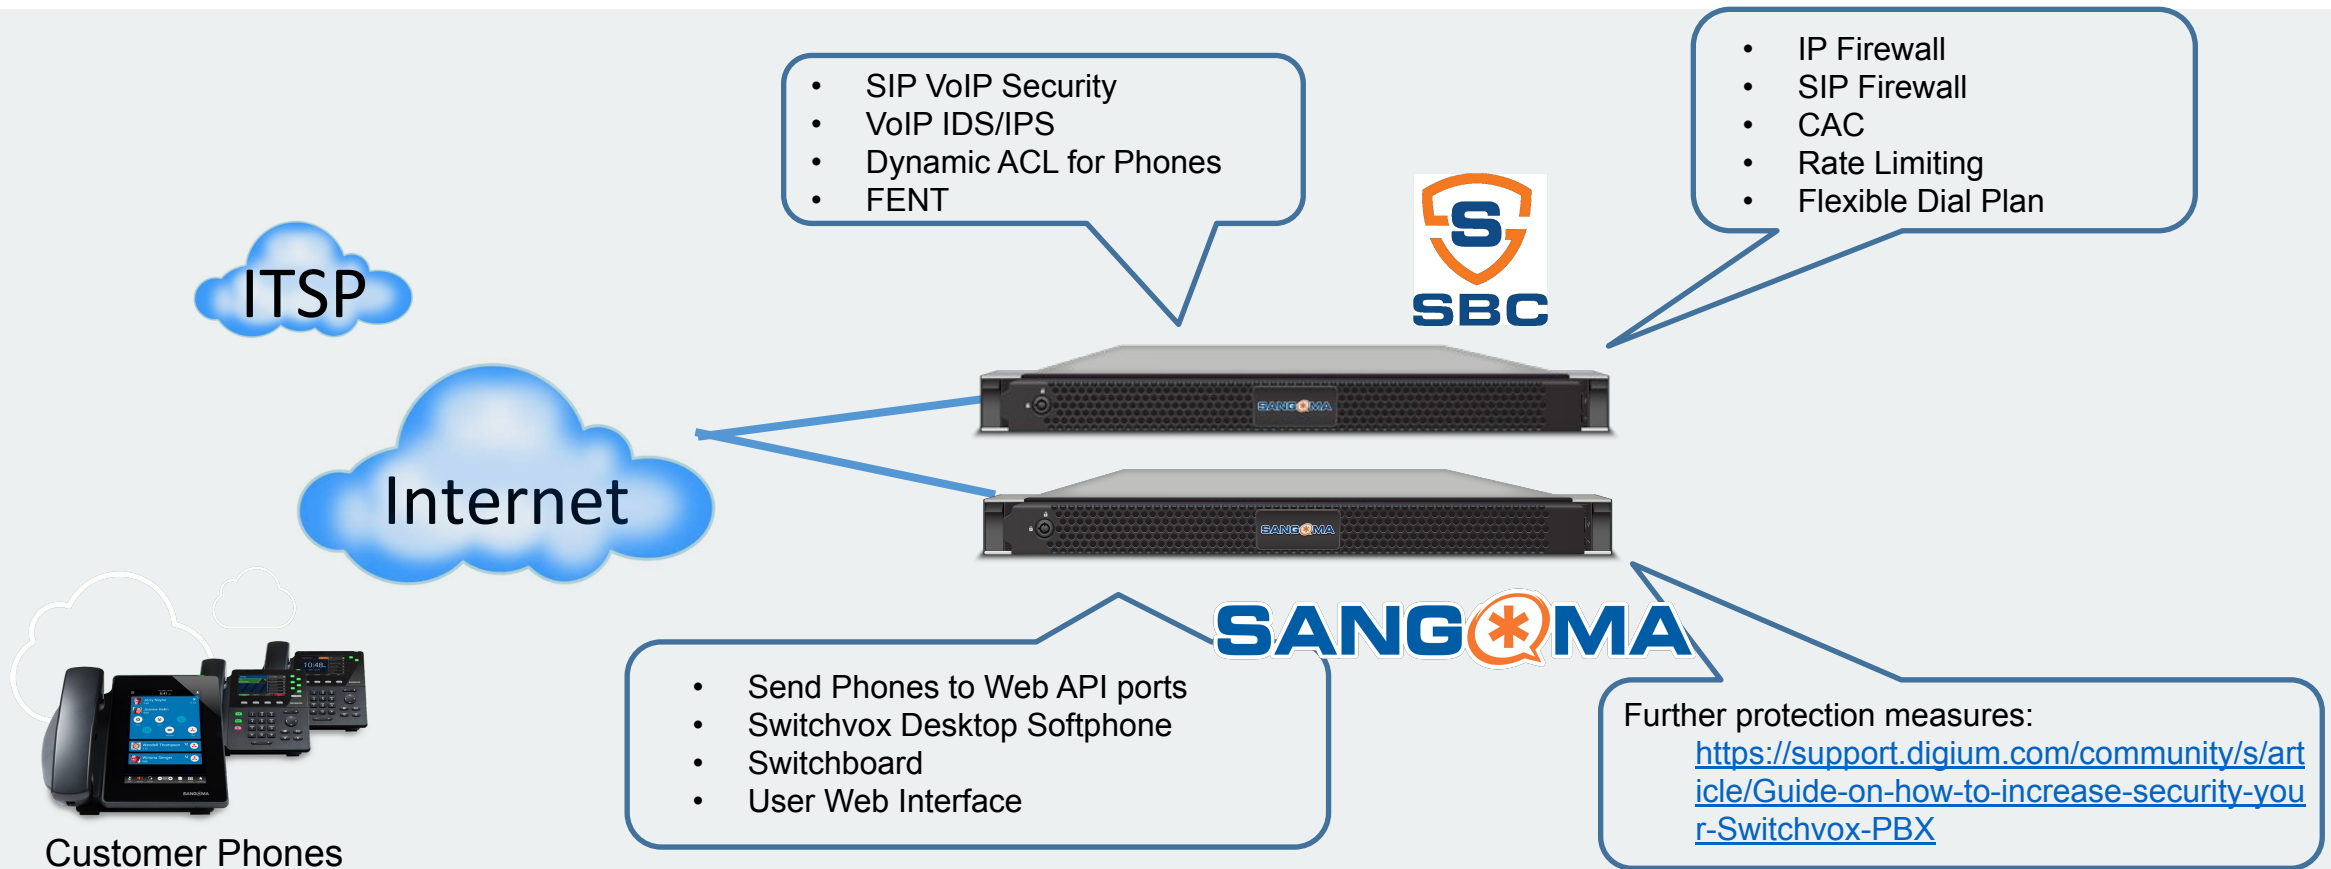 • SIP VoIP Security
• VoIP IDS/IPS
• Dynamic ACL for Phones
• FENT
• IP Firewall
• SIP Firewall
• CAC
• Rate Limiting
• Flexible Dial Plan
S
SBC
ITSP
Internet
SANGOMA
SANGOMA
SANGOMA
10:48
SANGOMA
Customer Phones
• Send Phones to Web API ports
• Switchvox Desktop Softphone
• Switchboard
• User Web Interface
Further protection measures:
https://support.digium.com/community/s/art
icle/Guide-on-how-to-increase-security-you
r-Switchvox-PBX